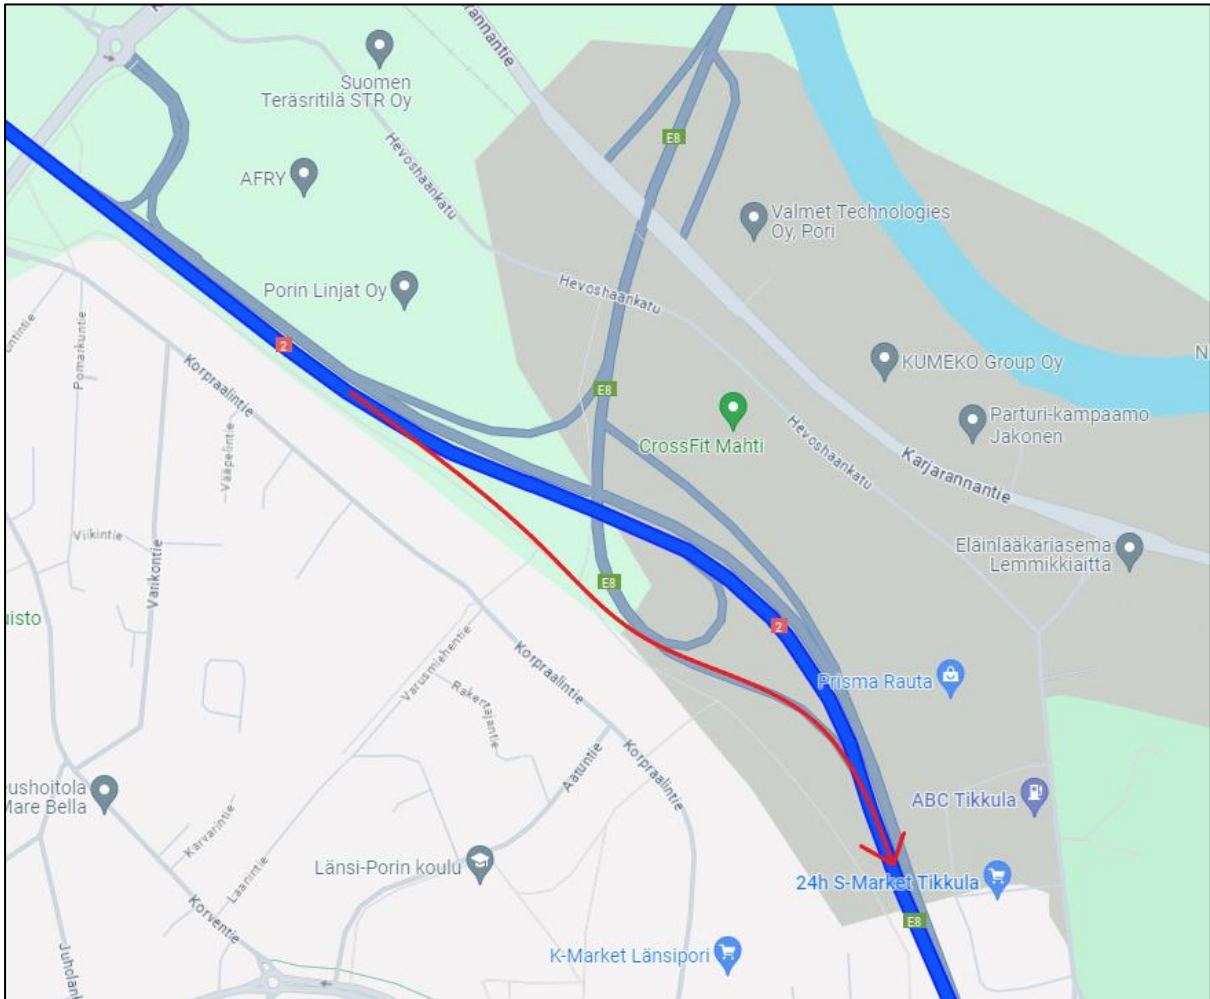 Suomen
Teräsritilä STR Oy
E8
AFRY
Hevoshaankatu
Valmet Technologies
Oy, Pori
Porin Linjat Oy
Hevoshaankatu
2
Pomarkuntie
Korpraalintie
E8
KUMEKO Group Oy
CrossFit Mahti
Parturi-kampaamo
Jakonen
Hevoshaankatu
Karjarannantie
Vääpelintie
Viikintie
Varikontie
Eläinlääkäriasema
Lemmikkiaitta
E8
2
Varusmiehentie
Korpraalintie
Rakentajantie
Prisma Rauta
Aatuntie
Korpraalintie
ABC Tikkula
Karvarintie
Laanintie
Länsi-Porin koulu
24h S-Market Tikkula
Korventie
E8
K-Market Länsipori